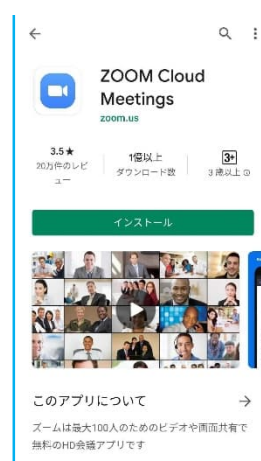 ZOOM Cloud
Meetings
zoom.us
3.5★
20万件のレビ
ュー
1億以上
ダウンロード数
3+
3 歳以上
インストール
このアプリについて
ズームは最大100人のためのビデオや画面共有で
無料のHD会議アプリです